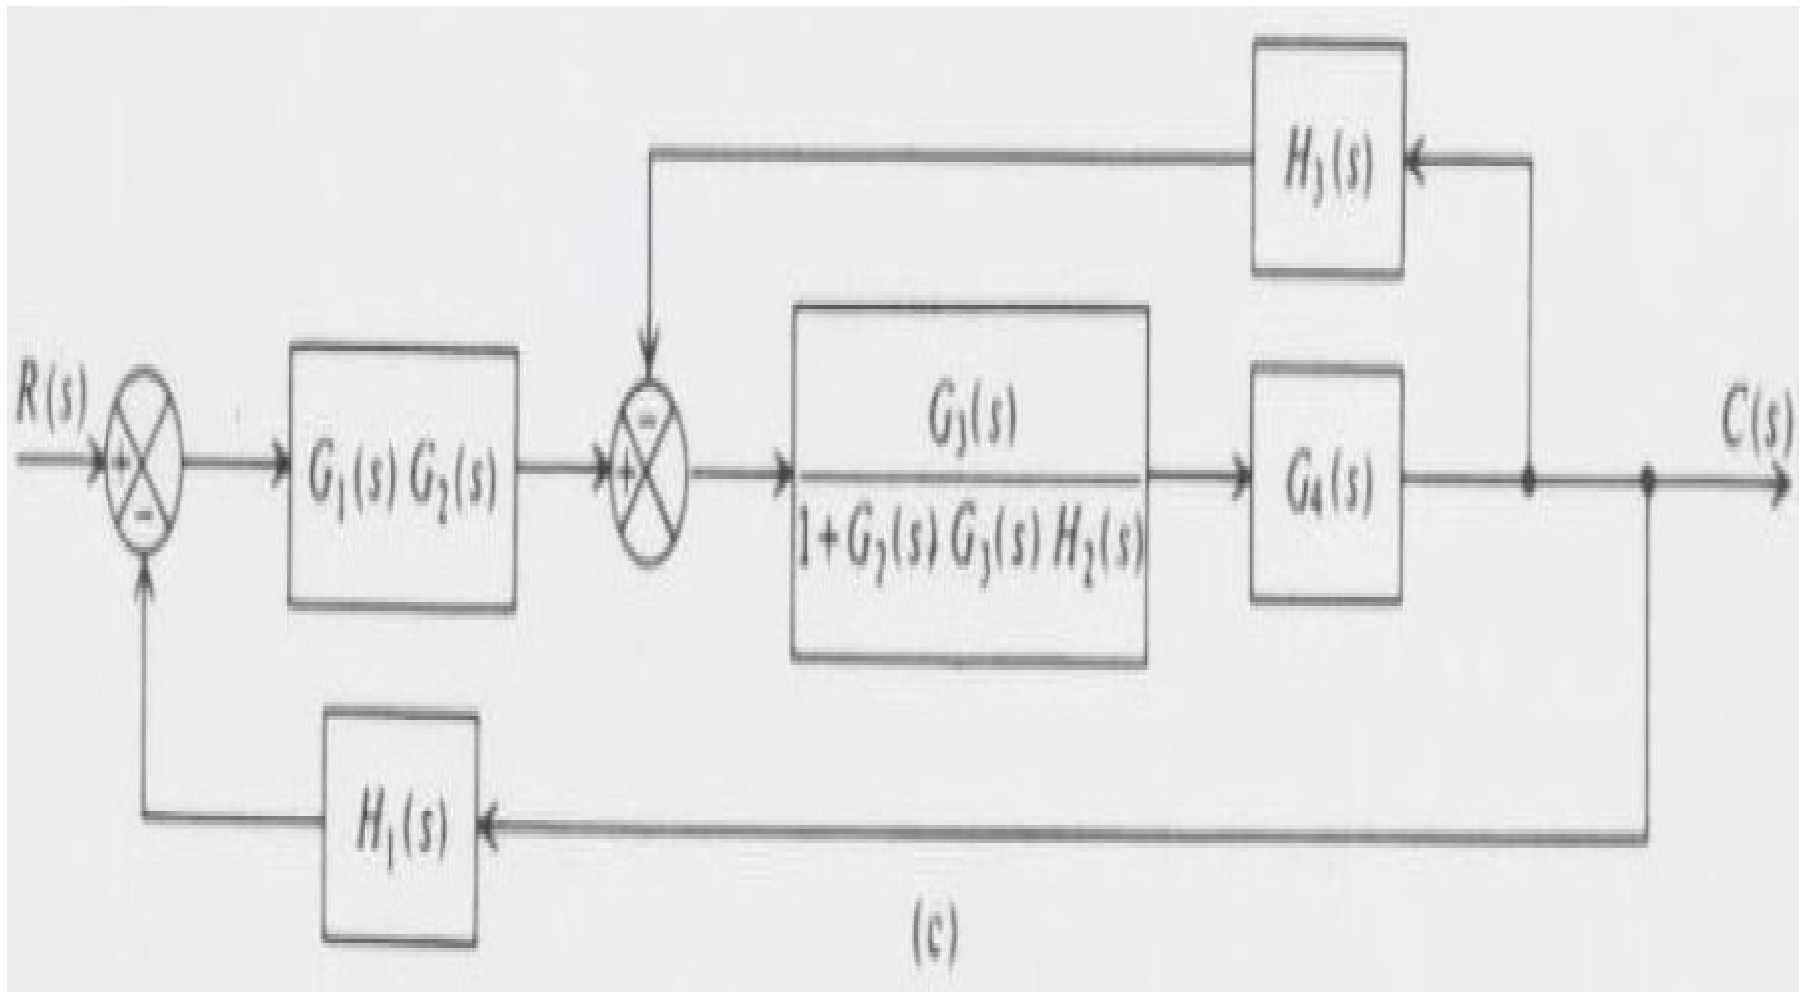 H₃(s)
R(s)
+
−
G₁(s) G₂(s)
−
+
G₃(s)
1+G₂(s) G₃(s) H₂(s)
G₄(s)
C(s)
H₁(s)
(c)